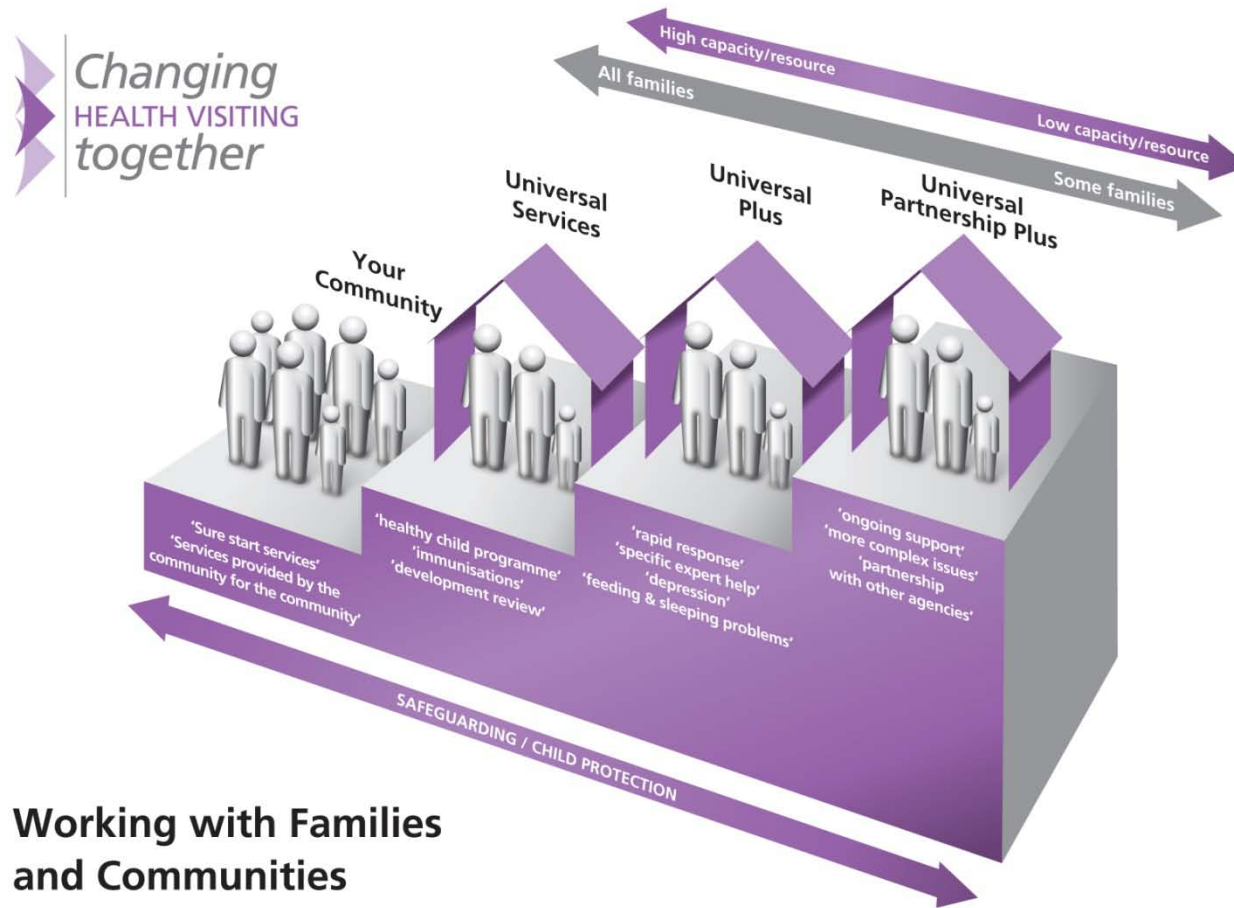 Changing
HEALTH VISITING
together
High capacity/resource
Low capacity/resource
All families
Some families
Your
Community
Universal
Services
Universal
Plus
Universal
Partnership Plus
‘Sure start services’
‘Services provided by the
community for the community’
‘healthy child programme’
‘immunisations’
‘development review’
‘rapid response’
‘specific expert help’
‘depression’
‘feeding & sleeping problems’
‘ongoing support’
‘more complex issues’
‘partnership
with other agencies’
SAFEGUARDING / CHILD PROTECTION
Working with Families
and Communities